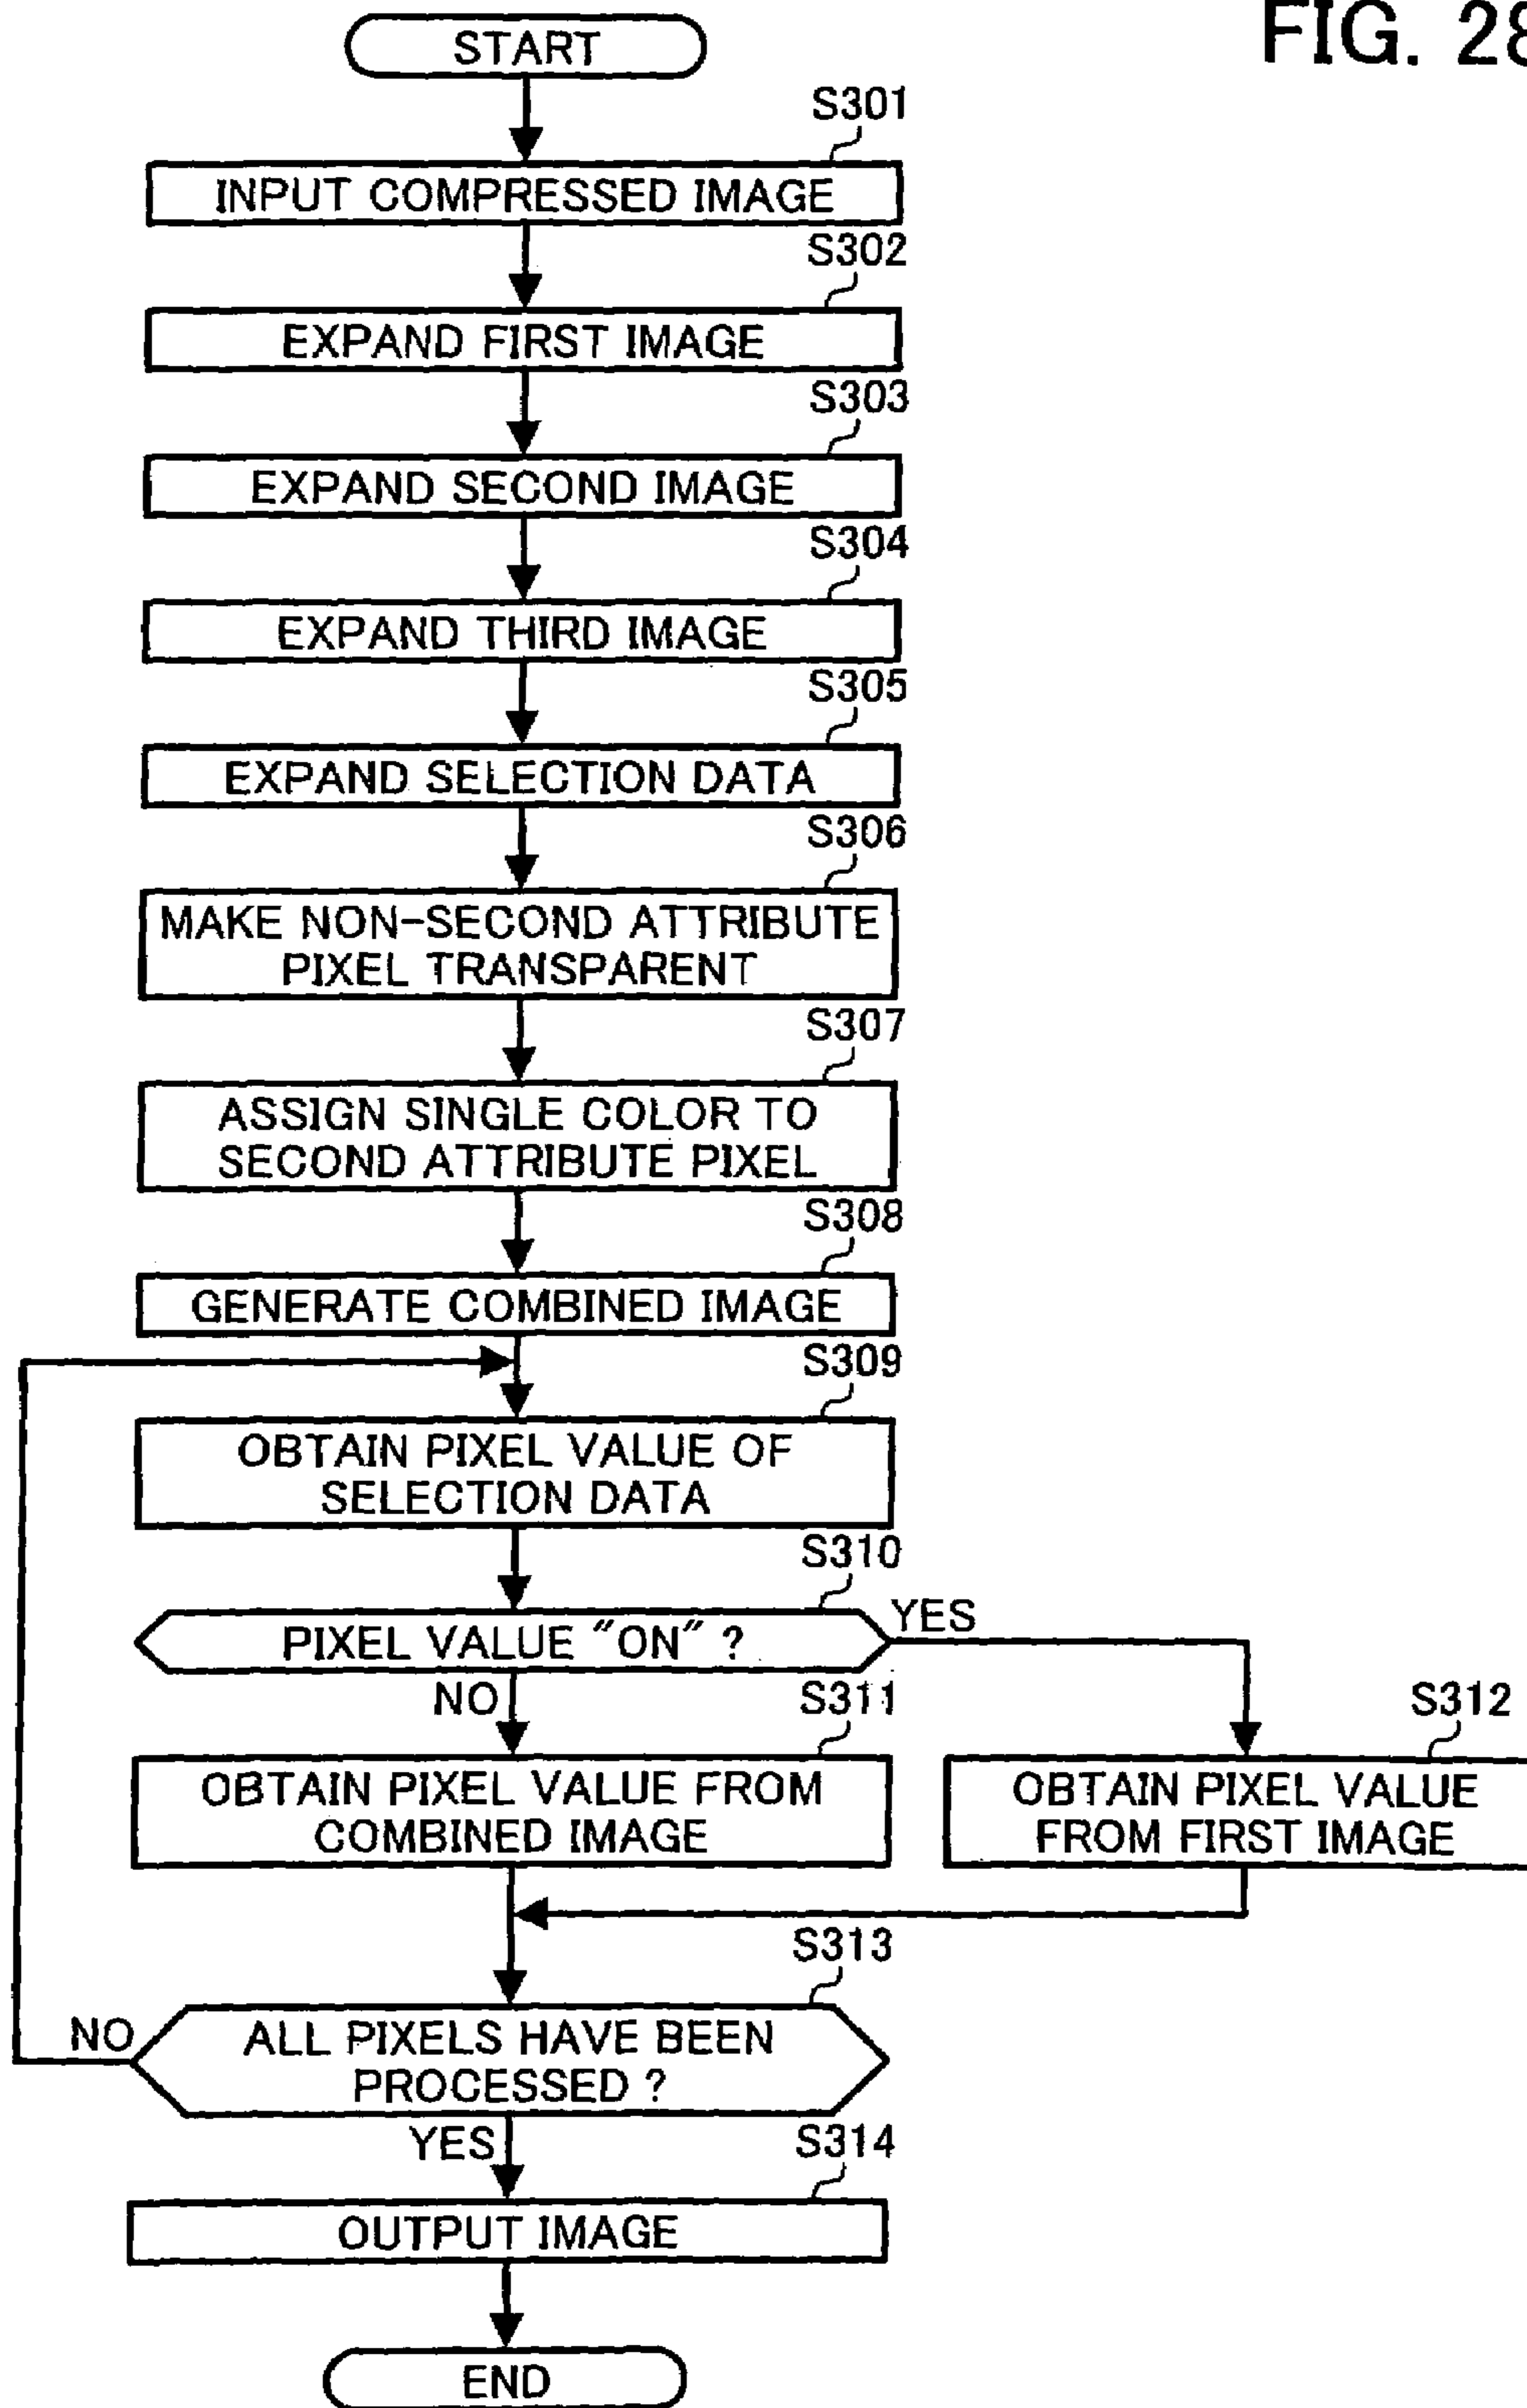 FIG. 28
START
S301
INPUT COMPRESSED IMAGE
S302
EXPAND FIRST IMAGE
S303
EXPAND SECOND IMAGE
S304
EXPAND THIRD IMAGE
S305
EXPAND SELECTION DATA
S306
MAKE NON-SECOND ATTRIBUTE
PIXEL TRANSPARENT
S307
ASSIGN SINGLE COLOR TO
SECOND ATTRIBUTE PIXEL
S308
GENERATE COMBINED IMAGE
S309
OBTAIN PIXEL VALUE OF
SELECTION DATA
S310
PIXEL VALUE "ON" ?
YES
NO
S311
OBTAIN PIXEL VALUE FROM
COMBINED IMAGE
S312
OBTAIN PIXEL VALUE
FROM FIRST IMAGE
S313
ALL PIXELS HAVE BEEN
PROCESSED ?
NO
YES
S314
OUTPUT IMAGE
END